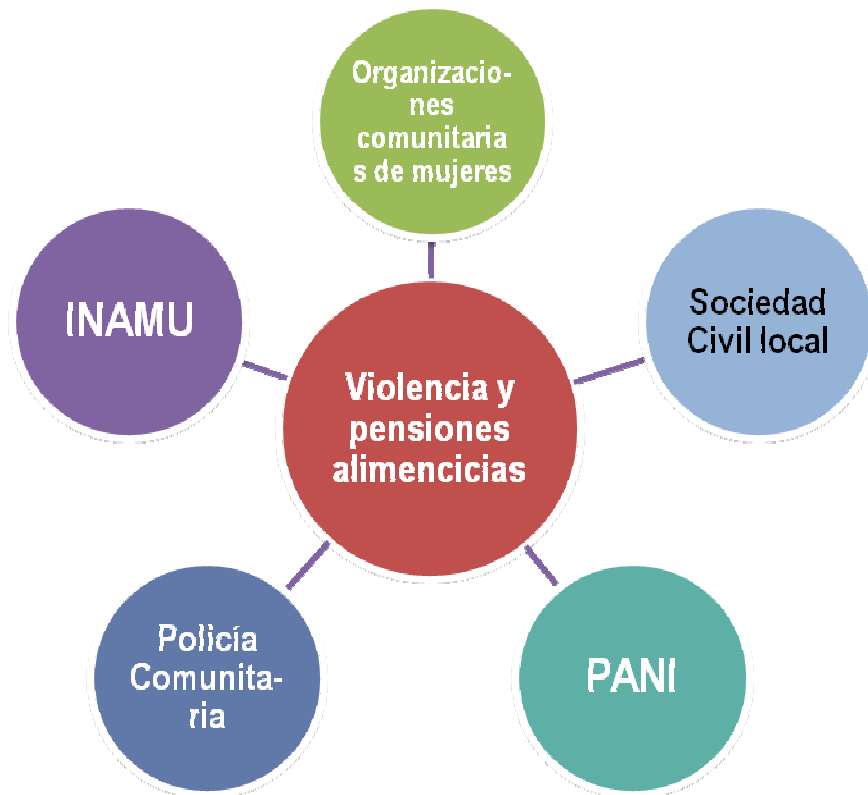 Organizacio-
nes
comunitaria
s de mujeres
INAMU
Sociedad
Civil local
Violencia y
pensiones
alimencicias
Policía
Comunita-
ria
PANI